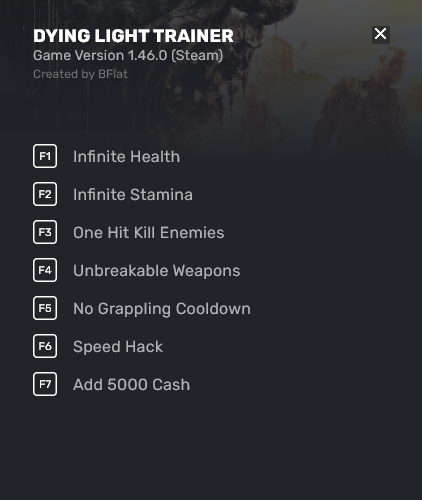 DYING LIGHT TRAINER
Game Version 1.46.0 (Steam)
Created by BFlat
F1 Infinite Health
F2 Infinite Stamina
F3 One Hit Kill Enemies
F4 Unbreakable Weapons
F5 No Grappling Cooldown
F6 Speed Hack
F7 Add 5000 Cash